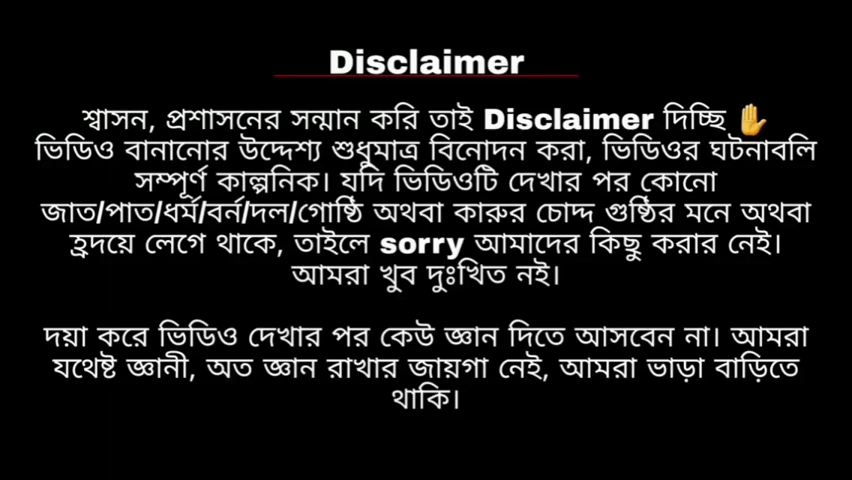 Disclaimer
শ্বাসন, প্রশাসনের সন্মান করি তাই Disclaimer দিচ্ছি ✋
ভিডিও বানানোর উদ্দেশ্য শুধুমাত্র বিনোদন করা, ভিডিওর ঘটনাবলি
সম্পূর্ণ কাল্পনিক। যদি ভিডিওটি দেখার পর কোনো
জাত/পাত/ধর্ম/বর্ন/দল/গোষ্ঠি অথবা কারুর চোদ্দ গুষ্ঠির মনে অথবা
হ্রদয়ে লেগে থাকে, তাইলে sorry আমাদের কিছু করার নেই।
আমরা খুব দুঃখিত নই।
দয়া করে ভিডিও দেখার পর কেউ জ্ঞান দিতে আসবেন না। আমরা
যথেষ্ট জ্ঞানী, অত জ্ঞান রাখার জায়গা নেই, আমরা ভাড়া বাড়িতে
থাকি।